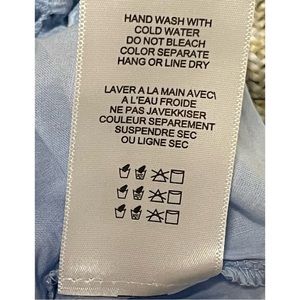 HAND WASH WITH
COLD WATER
DO NOT BLEACH
COLOR SEPARATE
HANG OR LINE DRY
LAVER A LA MAIN AVEC\
A L'EAU FROIDE
NE PAS JAVEKKISER
COULEUR SEPAREMENT
SUSPENDRE SEC
OU LIGNE SEC